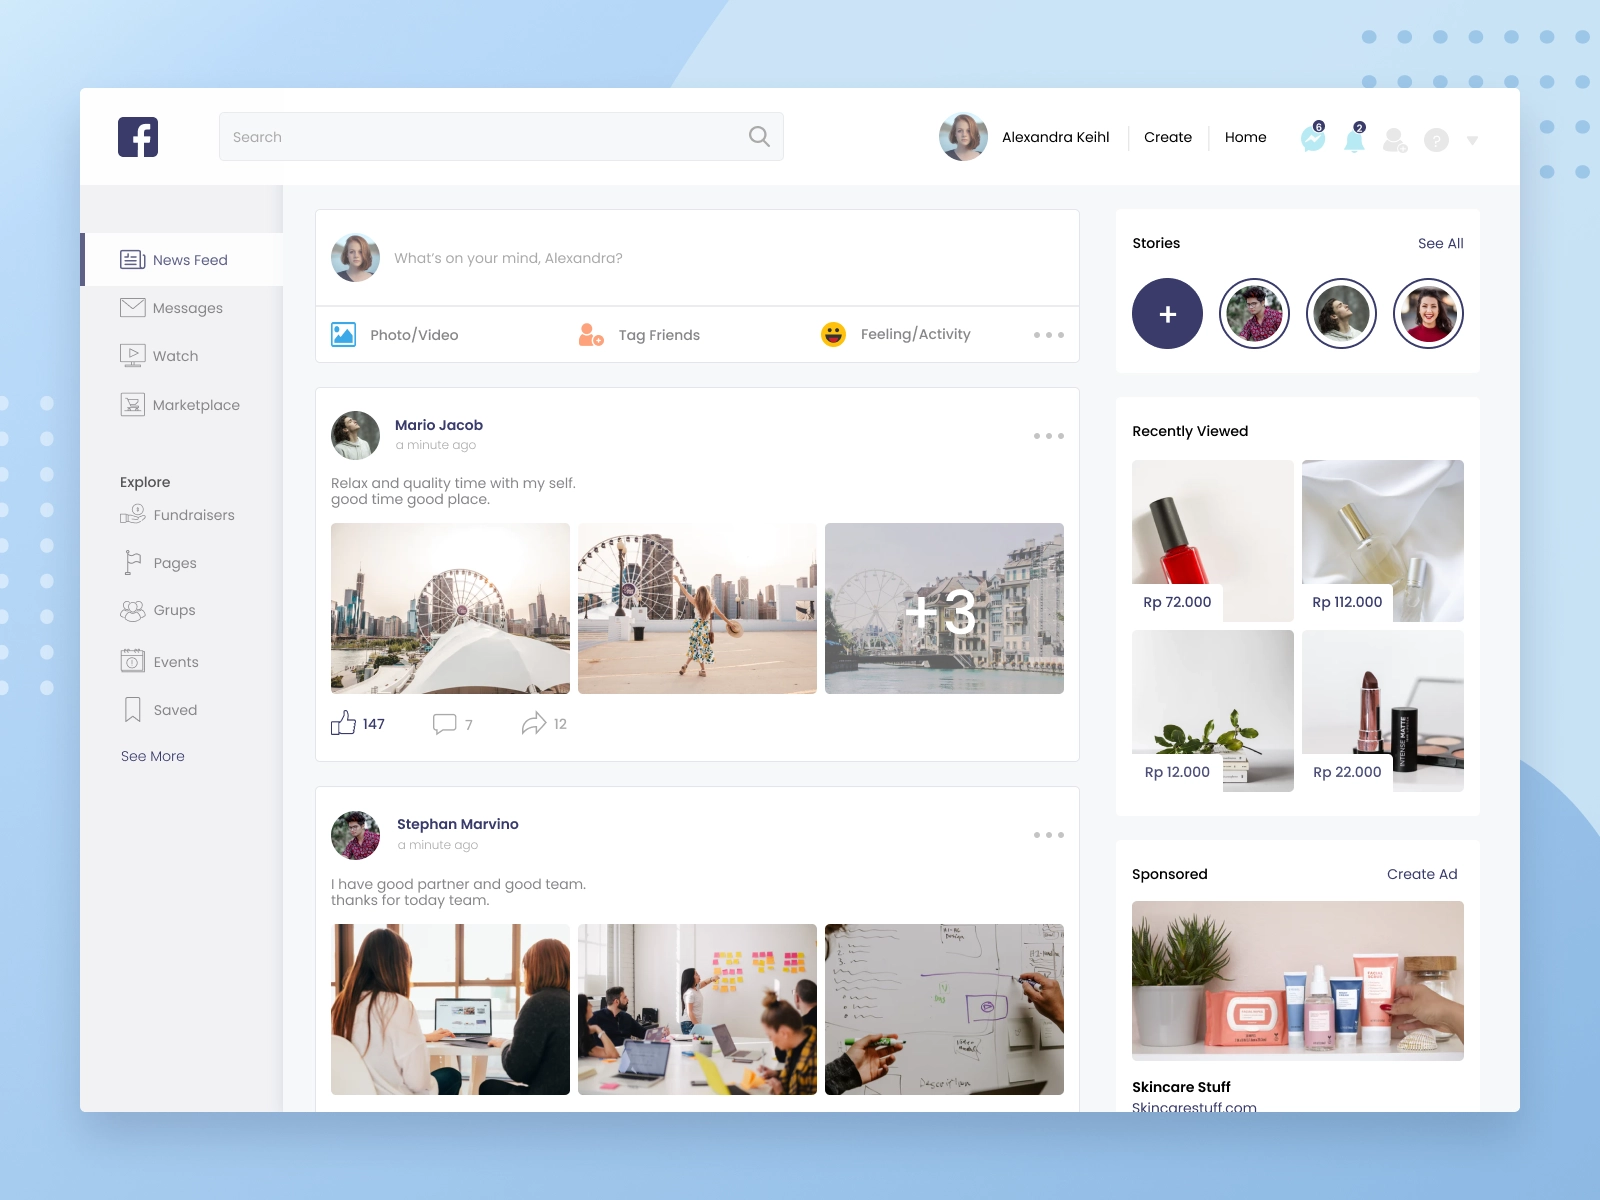 f
Search
Alexandra Keihl
Create
Home
6
2
?
News Feed
Messages
Watch
Marketplace
Explore
Fundraisers
Pages
Grups
Events
Saved
See More
What's on your mind, Alexandra?
Photo/Video
Tag Friends
Feeling/Activity
Mario Jacob
a minute ago
Relax and quality time with my self.
good time good place.
+3
147
7
12
Stephan Marvino
a minute ago
I have good partner and good team.
thanks for today team.
Description
Stories
See All
+
Recently Viewed
Rp 72.000
Rp 112.000
Rp 12.000
Rp 22.000
INTENSE MATTE
Sponsored
Create Ad
Skincare Stuff
Skincarestuff.com